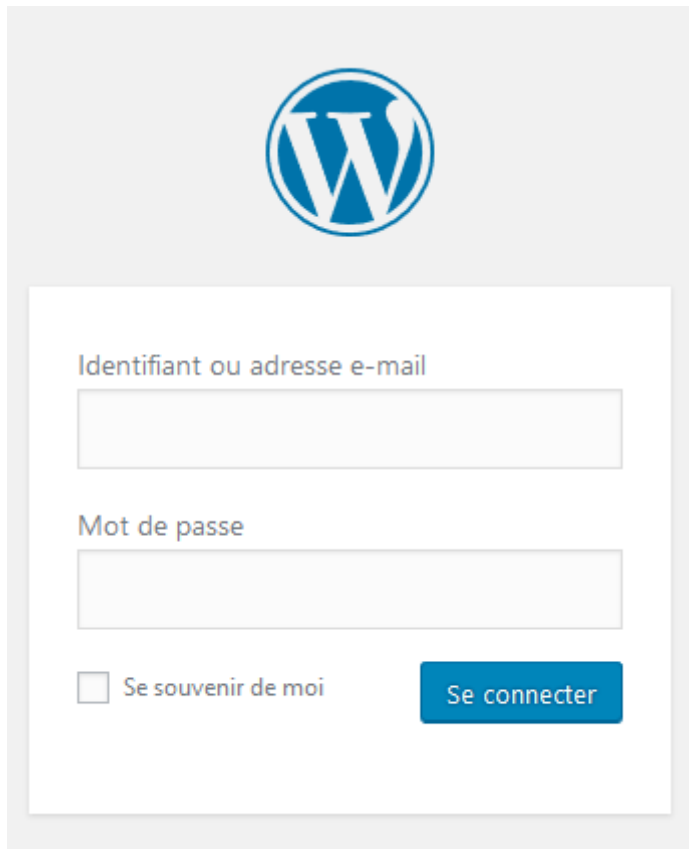 Identifiant ou adresse e-mail
Mot de passe
Se souvenir de moi
Se connecter